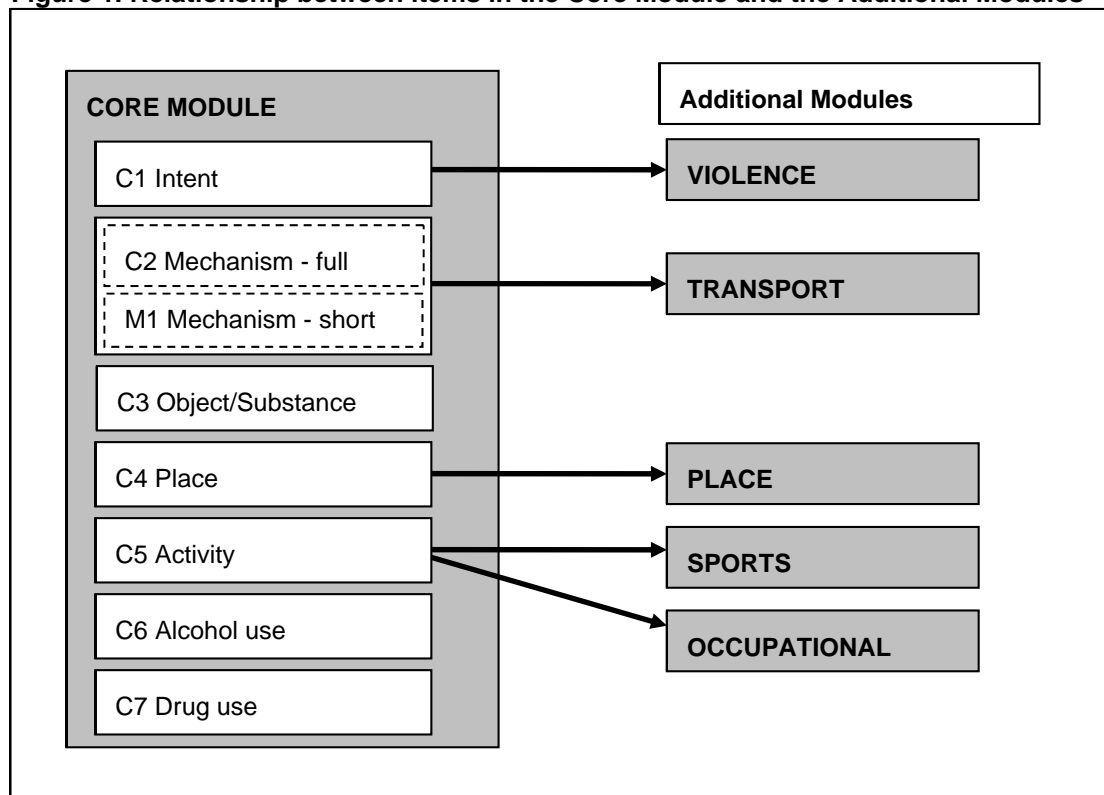 Figure 1: Relationship between Items in the Core Module and the Additional Modules
CORE MODULE
C1 Intent
C2 Mechanism - full
M1 Mechanism - short
C3 Object/Substance
C4 Place
C5 Activity
C6 Alcohol use
C7 Drug use
Additional Modules
VIOLENCE
TRANSPORT
PLACE
SPORTS
OCCUPATIONAL